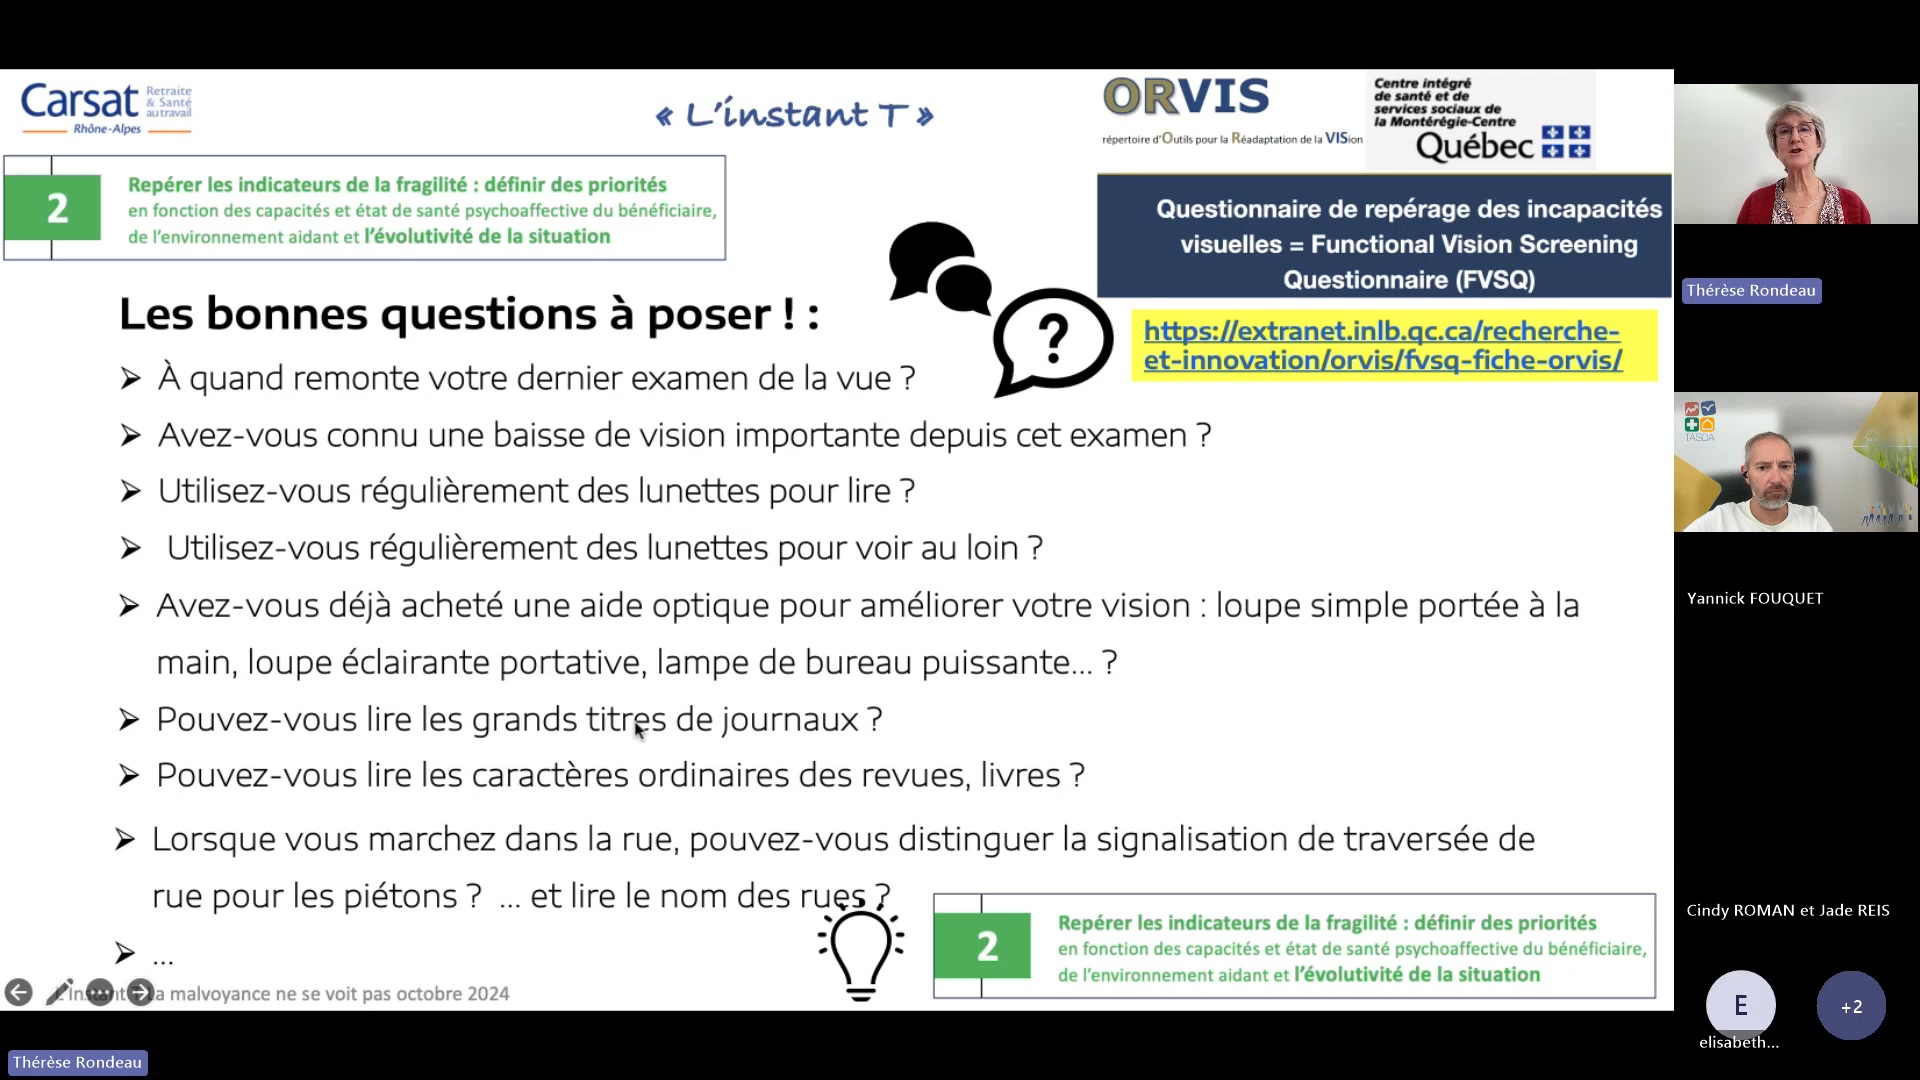 Carsat Retraite
& Santé
au travail
Rhône-Alpes
« L'instant T »
ORVIS
répertoire d'Outils pour la Réadaptation de la VISion
Centre intégré
de santé et de
services sociaux de
la Montérégie-Centre
Québec
2
Repérer les indicateurs de la fragilité : définir des priorités
en fonction des capacités et état de santé psychoaffective du bénéficiaire,
de l'environnement aidant et l'évolutivité de la situation
Questionnaire de repérage des incapacités
visuelles = Functional Vision Screening
Questionnaire (FVSQ)
https://extranet.inlb.qc.ca/recherche-
et-innovation/orvis/fvsq-fiche-orvis/
?
Les bonnes questions à poser ! :
À quand remonte votre dernier examen de la vue ?
Avez-vous connu une baisse de vision importante depuis cet examen ?
Utilisez-vous régulièrement des lunettes pour lire ?
Utilisez-vous régulièrement des lunettes pour voir au loin ?
Avez-vous déjà acheté une aide optique pour améliorer votre vision : loupe simple portée à la
main, loupe éclairante portative, lampe de bureau puissante... ?
Pouvez-vous lire les grands titres de journaux ?
Pouvez-vous lire les caractères ordinaires des revues, livres ?
Lorsque vous marchez dans la rue, pouvez-vous distinguer la signalisation de traversée de
rue pour les piétons ? ... et lire le nom des rues ?
...
2
Repérer les indicateurs de la fragilité : définir des priorités
en fonction des capacités et état de santé psychoaffective du bénéficiaire,
de l'environnement aidant et l'évolutivité de la situation
L'instant T la malvoyance ne se voit pas octobre 2024
Thérèse Rondeau
Thérèse Rondeau
TASDA
Yannick FOUQUET
Cindy ROMAN et Jade REIS
E
elisabeth...
+2